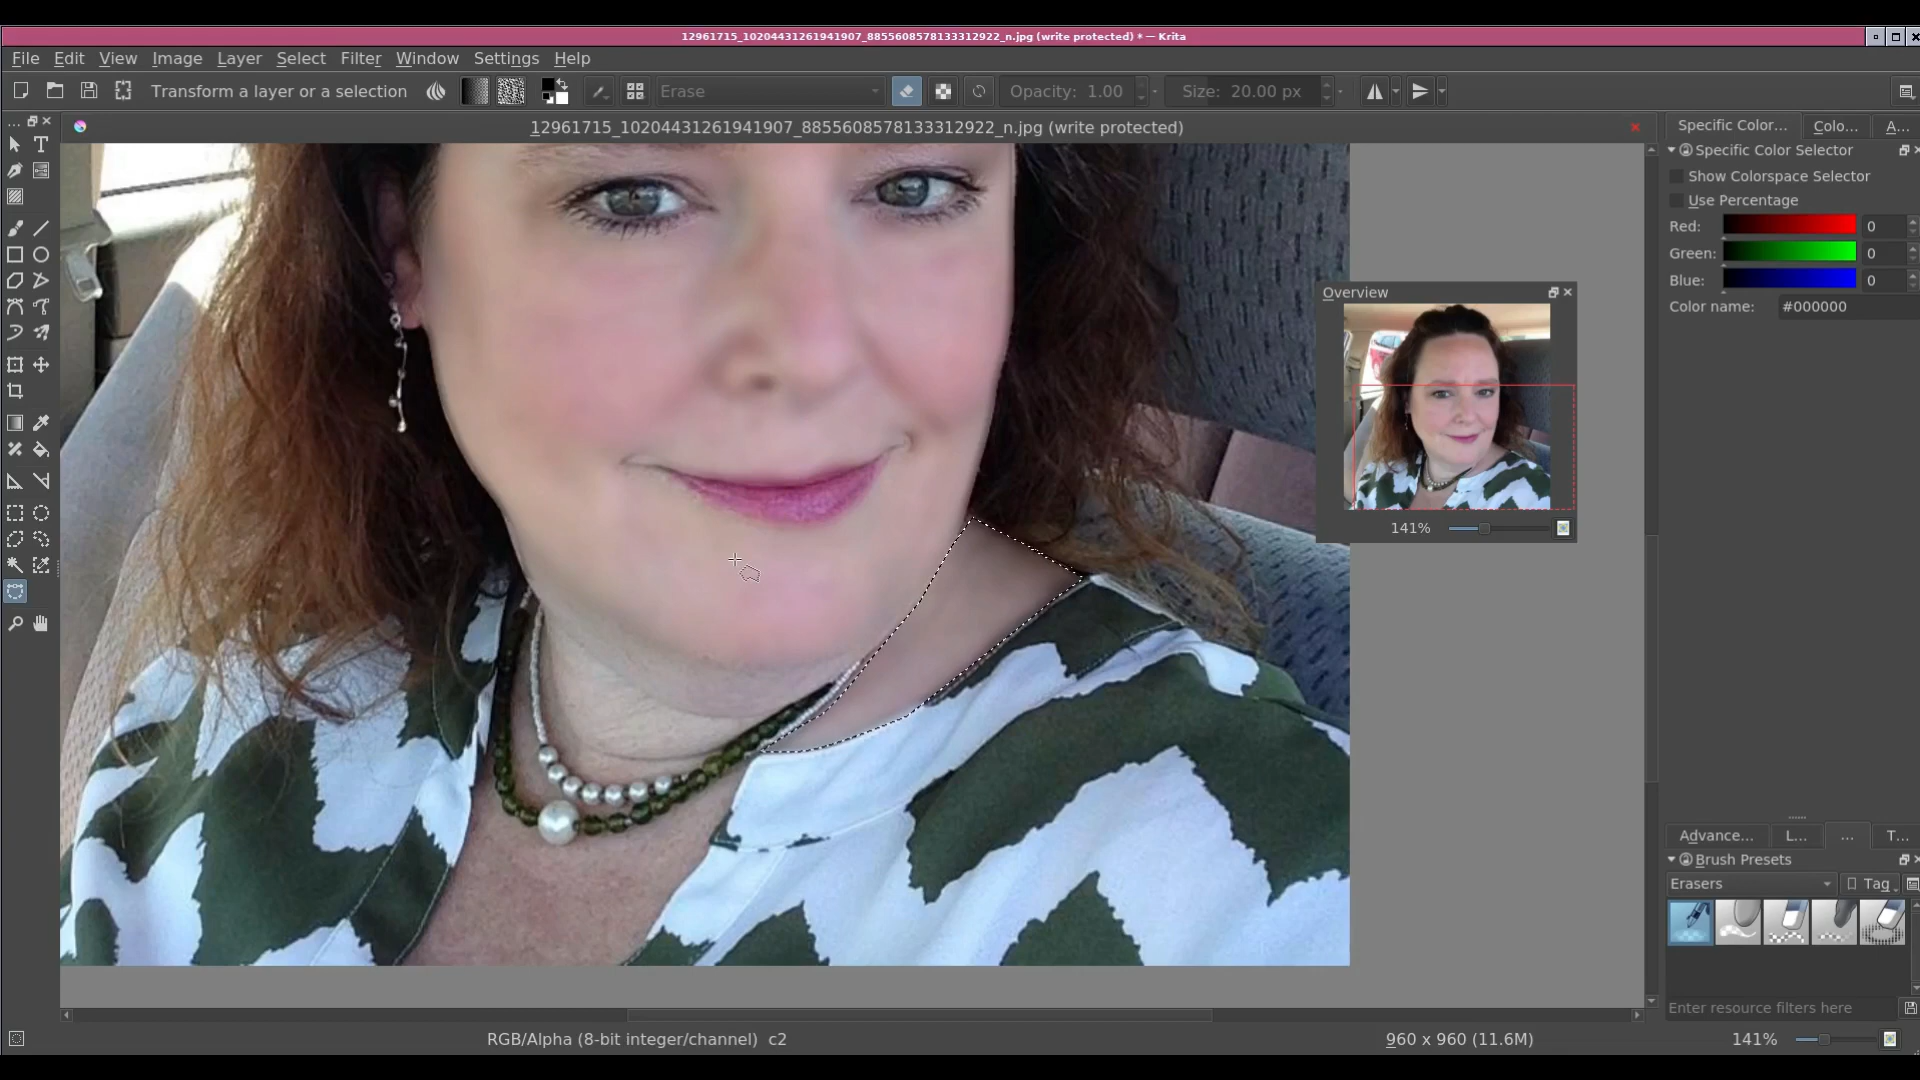 12961715_10204431261941907_8855608578133312922_n.jpg (write protected) * — Krita
File Edit View Image Layer Select Filter Window Settings Help
Transform a layer or a selection Erase Opacity: 1.00 Size: 20.00 px
12961715_10204431261941907_8855608578133312922_n.jpg (write protected)
Specific Color... Colo... A...
Specific Color Selector
Show Colorspace Selector
Use Percentage
Red: 0
Green: 0
Blue: 0
Color name: #000000
Overview
141%
Advance... L... ... T...
Brush Presets
Erasers Tag
Enter resource filters here
RGB/Alpha (8-bit integer/channel) c2 960 x 960 (11.6M) 141%